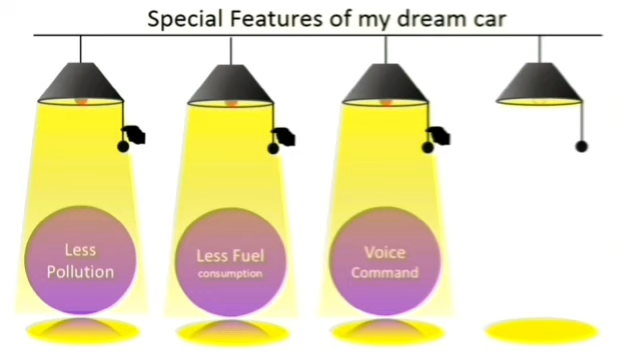 Special Features of my dream car
Less
Pollution
Less Fuel
consumption
Voice
Command